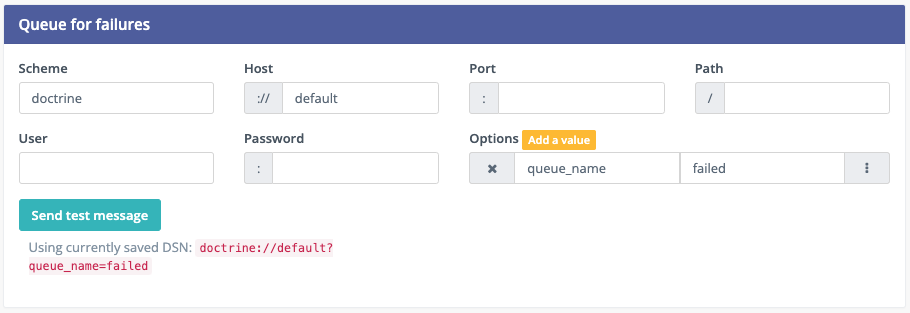 Queue for failures
Scheme
Host
Port
Path
doctrine
://
default
:
/
User
Password
Options
Add a value
:
✖
queue_name
failed
Send test message
Using currently saved DSN: doctrine://default?
queue_name=failed